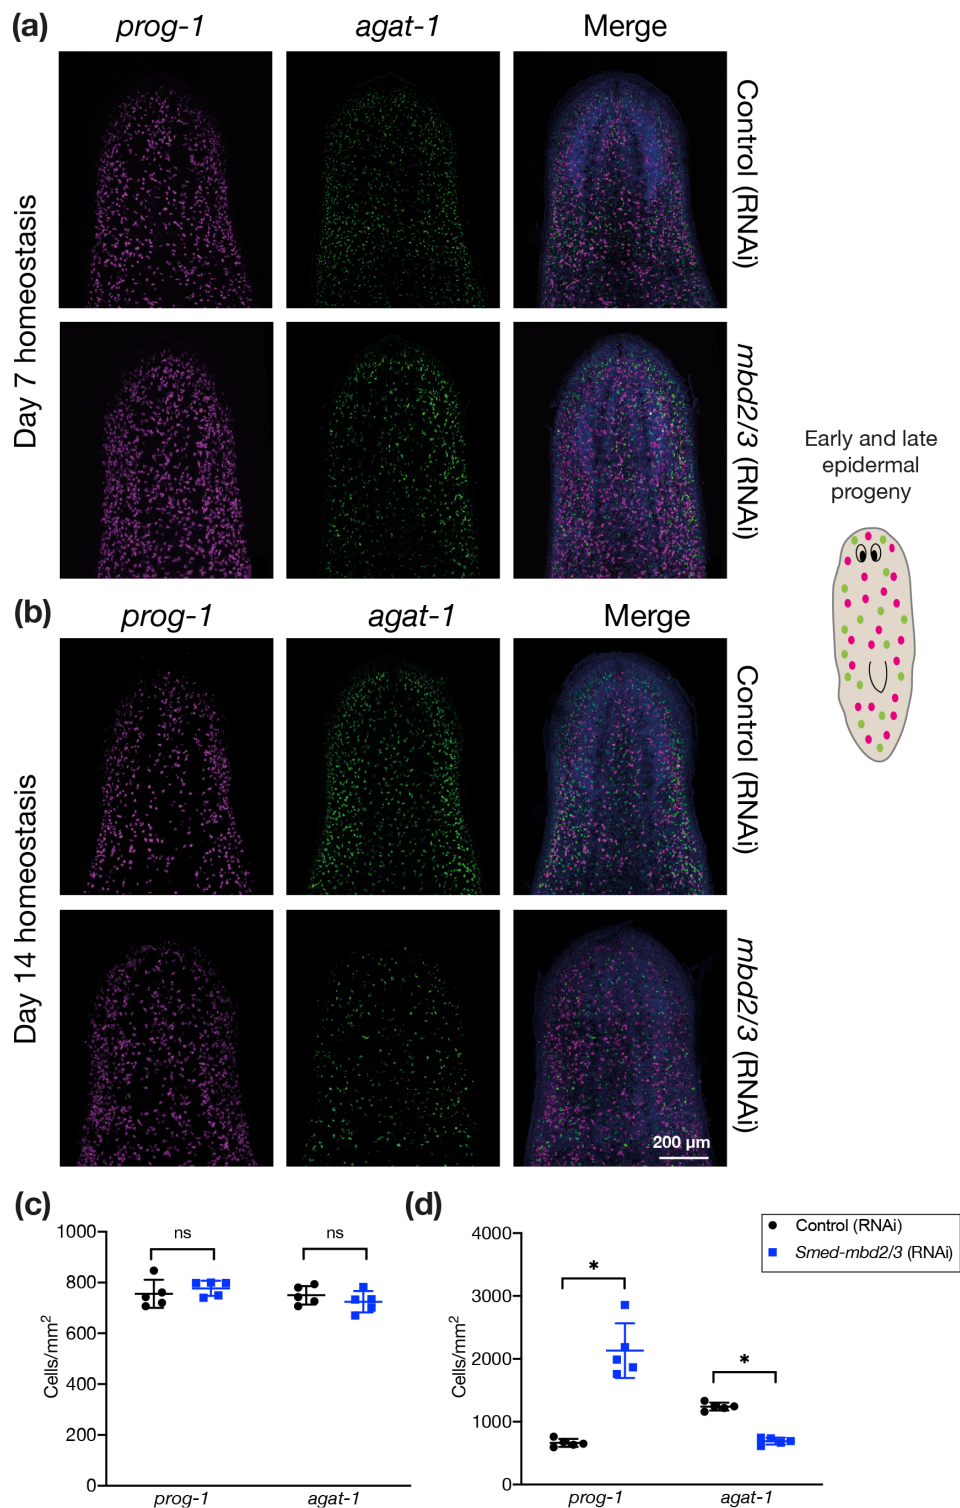 (a)
prog-1 agat-1 Merge
Day 7 homeostasis
Control (RNAi)
mbd2/3 (RNAi)
Early and late
epidermal
progeny
(b)
prog-1 agat-1 Merge
Day 14 homeostasis
Control (RNAi)
mbd2/3 (RNAi)
200 µm
(c)
Cells/mm²
1000
800
600
400
200
0
ns
ns
prog-1 agat-1
(d)
Cells/mm²
4000
3000
2000
1000
0
*
*
prog-1 agat-1
Control (RNAi)
Smed-mbd2/3 (RNAi)